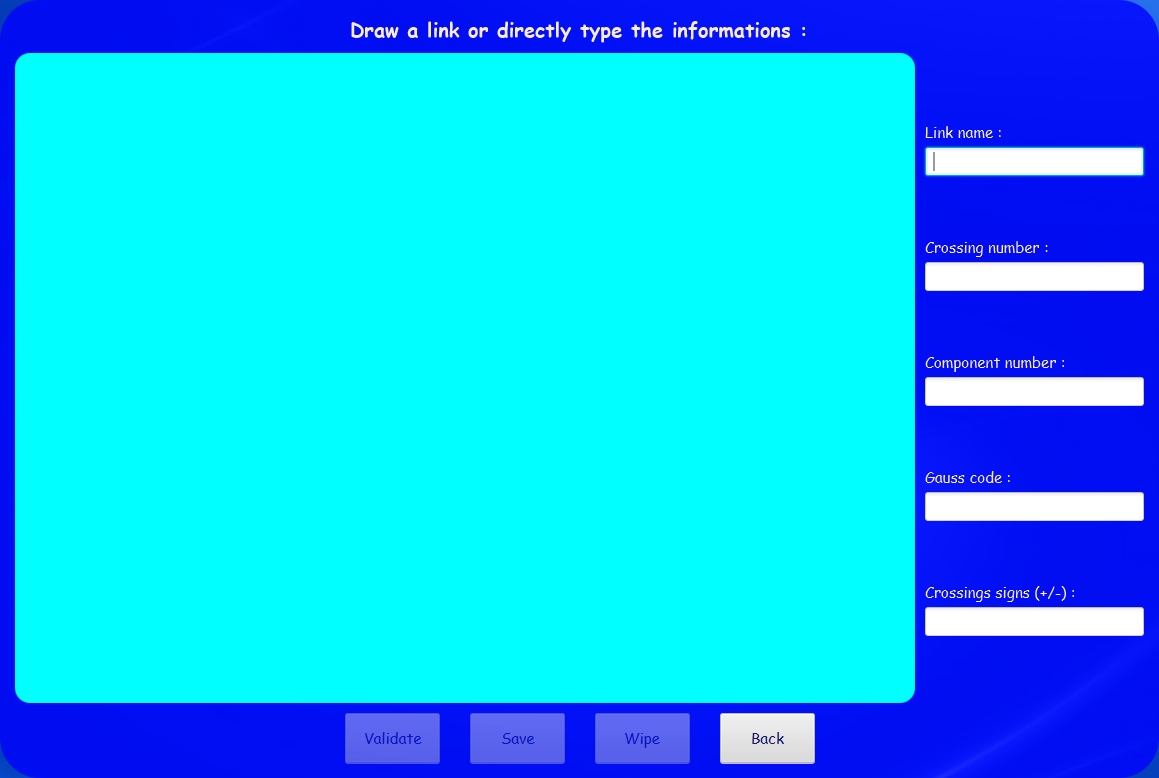 Draw a link or directly type the informations :
Link name :
Crossing number :
Component number :
Gauss code :
Crossings signs (+/-) :
Validate
Save
Wipe
Back